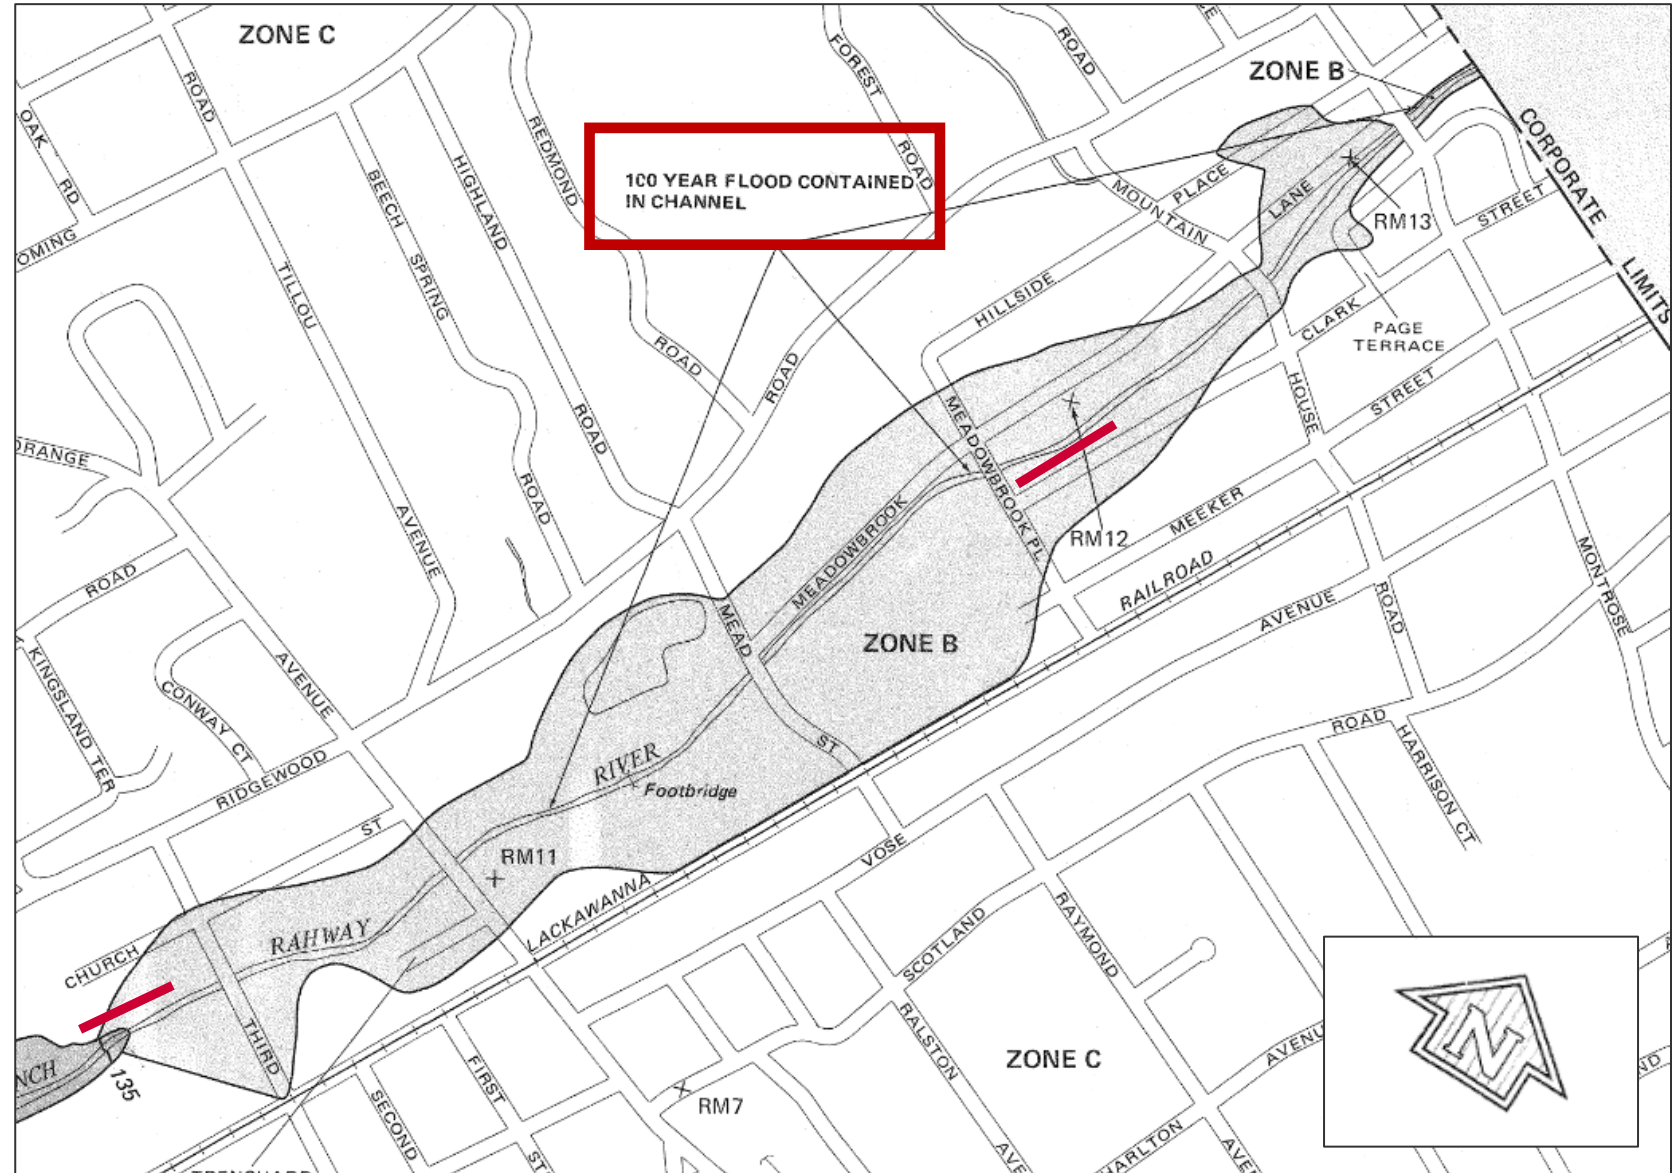 ZONE C
ZONE B
OAK
RD
ROAD
OMING
BEECH
SPRING
ROAD
HIGHLAND
ROAD
REDMOND
ROAD
FOREST
ROAD
ROAD
100 YEAR FLOOD CONTAINED
IN CHANNEL
MOUNTAIN
PLACE
LANE
RM13
STREET
CORPORATE
LIMITS
TILLOU
AVENUE
HILLSIDE
ROAD
CLARK
PAGE
TERRACE
HOUSE
STREET
MEADOWBROOK PL
MEADOWBROOK
RM12
MEEKER
RAILROAD
AVENUE
ROAD
MONTROSE
ORANGE
ROAD
KINGSLAND TER
CONWAY CT
AVENUE
RIDGEWOOD
ST
MEAD
ST
ZONE B
RIVER
Footbridge
RM11
ROAD
HARRISON CT
VOSE
LACKAWANNA
RAHWAY
CHURCH
THIRD
NCH
135
SECOND
FIRST
ST
RM7
SCOTLAND
RAYMOND
RALSTON
AVE
ZONE C
AVENU
HARLTON
AVE
ND
N